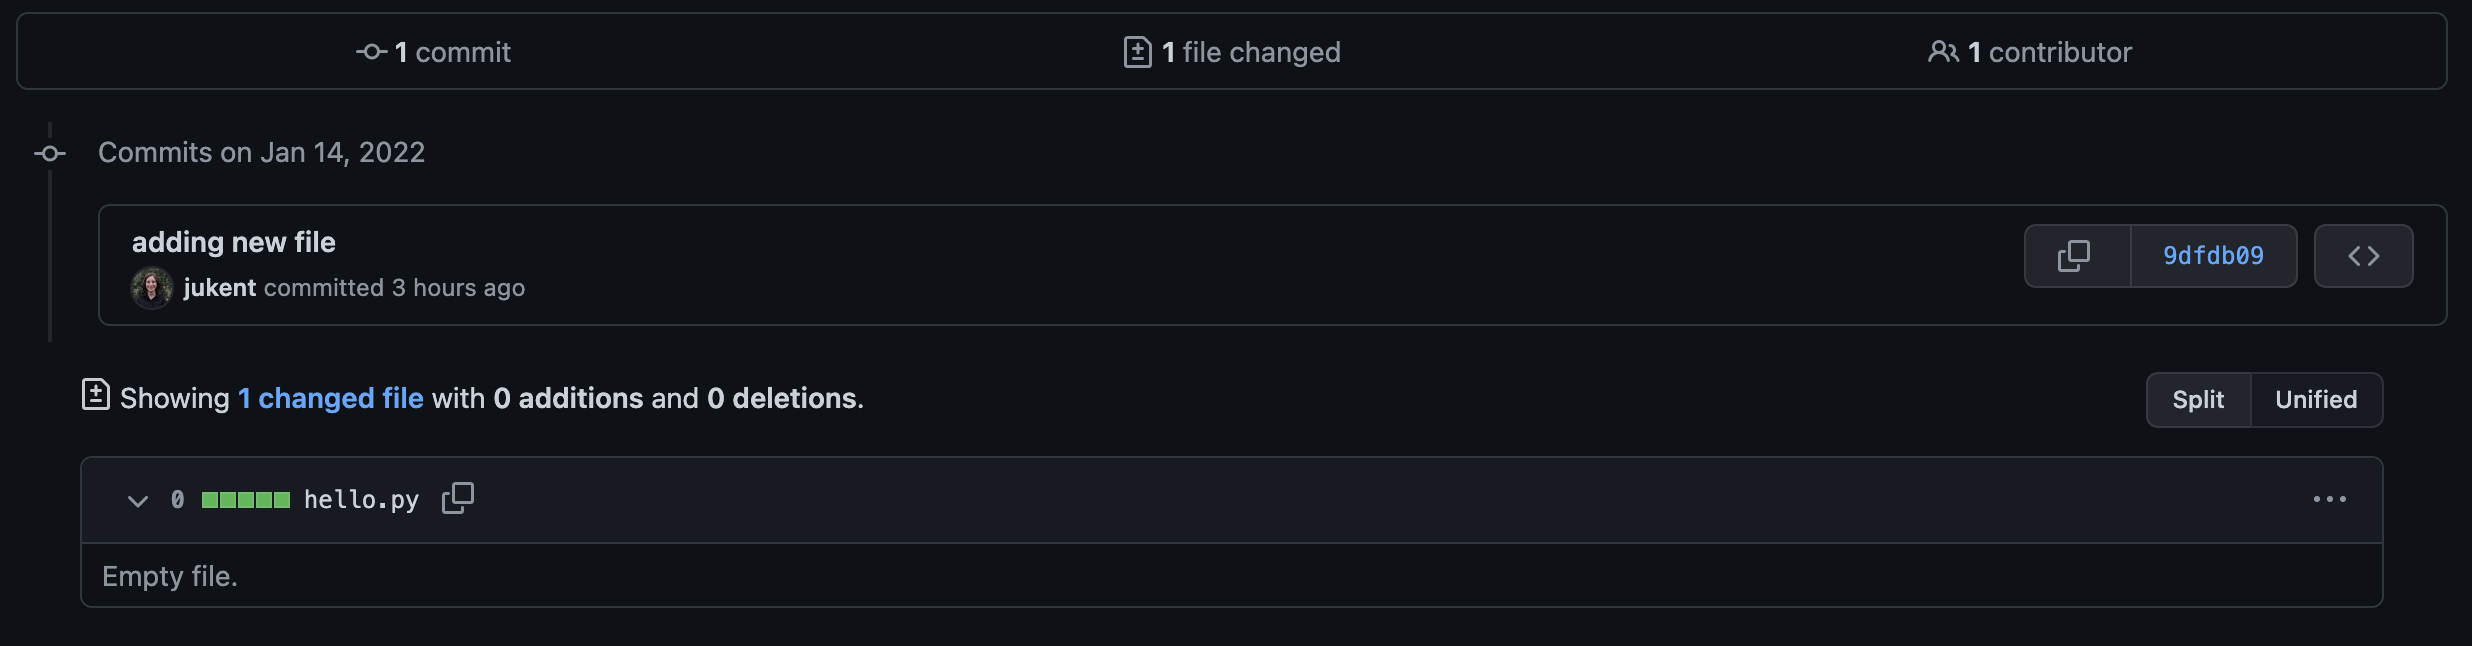 1 commit
1 file changed
1 contributor
Commits on Jan 14, 2022
adding new file
9dfdb09
jukent committed 3 hours ago
Showing 1 changed file with 0 additions and 0 deletions.
Split
Unified
0 hello.py
Empty file.